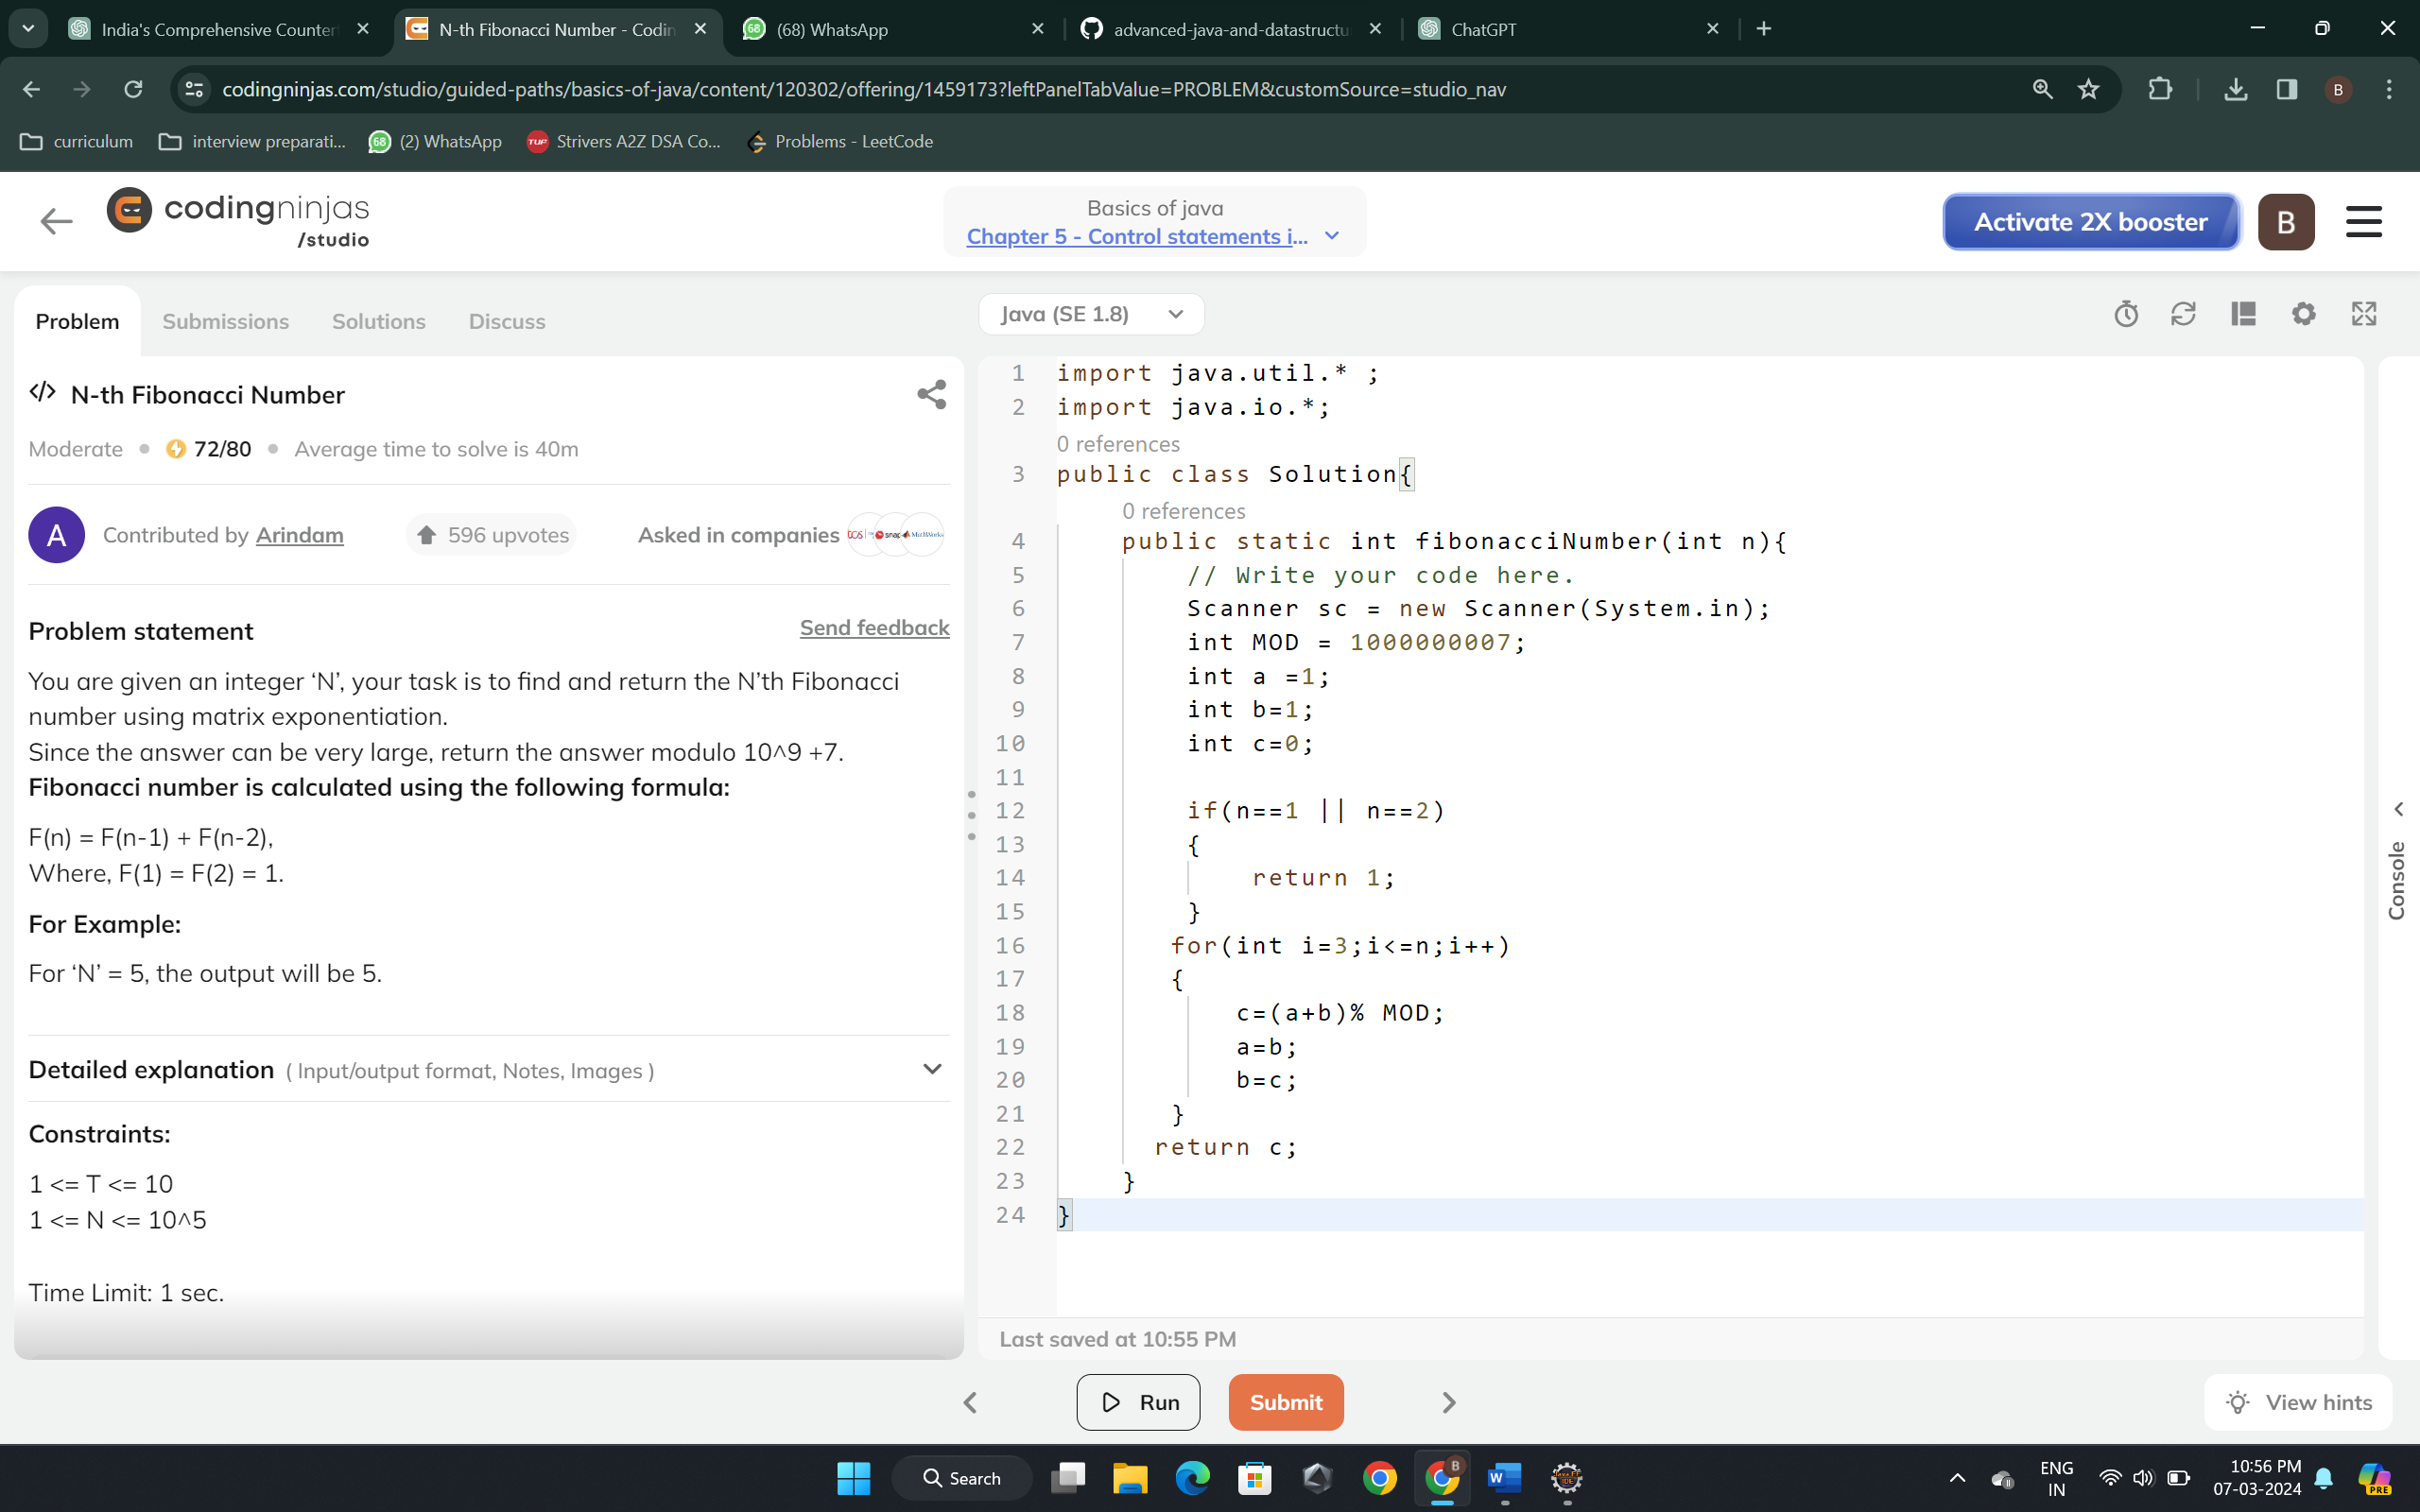 India's Comprehensive Counter
N-th Fibonacci Number - Codin
(68) WhatsApp
advanced-java-and-datastructu
ChatGPT
codingninjas.com/studio/guided-paths/basics-of-java/content/120302/offering/1459173?leftPanelTabValue=PROBLEM&customSource=studio_nav
B
curriculum
interview preparati...
(2) WhatsApp
Strivers A2Z DSA Co...
Problems - LeetCode
codingninjas
/studio
Basics of java
Chapter 5 - Control statements i...
Activate 2X booster
B
Problem
Submissions
Solutions
Discuss
Java (SE 1.8)
</> N-th Fibonacci Number
Moderate • 72/80 • Average time to solve is 40m
A
Contributed by Arindam
596 upvotes
Asked in companies
Problem statement
Send feedback
You are given an integer ‘N’, your task is to find and return the N’th Fibonacci
number using matrix exponentiation.
Since the answer can be very large, return the answer modulo 10^9 +7.
Fibonacci number is calculated using the following formula:
F(n) = F(n-1) + F(n-2),
Where, F(1) = F(2) = 1.
For Example:
For ‘N’ = 5, the output will be 5.
Detailed explanation ( Input/output format, Notes, Images )
Constraints:
1 <= T <= 10
1 <= N <= 10^5
Time Limit: 1 sec.
1 import java.util.* ;
2 import java.io.*;
0 references
3 public class Solution{
0 references
4 public static int fibonacciNumber(int n){
5 // Write your code here.
6 Scanner sc = new Scanner(System.in);
7 int MOD = 1000000007;
8 int a =1;
9 int b=1;
10 int c=0;
11
12 if(n==1 || n==2)
13 {
14 return 1;
15 }
16 for(int i=3;i<=n;i++)
17 {
18 c=(a+b)% MOD;
19 a=b;
20 b=c;
21 }
22 return c;
23 }
24 }
Console
Last saved at 10:55 PM
Run
Submit
View hints
Search
ENG
IN
10:56 PM
07-03-2024
PRE